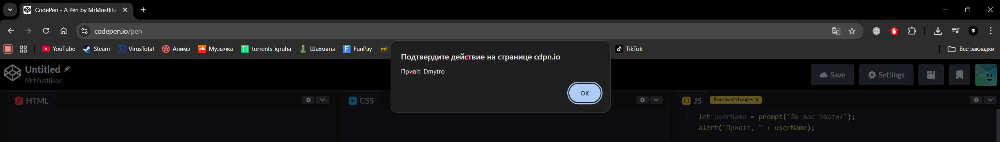 CodePen - A Pen by MrMostlike
codepen.io/pen
YouTube Steam VirusTotal Анимэ Музычка torrents-igruha Шахматы FunPay mt TikTok Все закладки
Подтвердите действие на странице cdpn.io
Привіт, Dmytro
OK
Untitled
MrMostliker
Save Settings
HTML CSS JS 9 unsaved changes
1 1 1 let userName = prompt("Як вас звати?");
2 alert("Привіт, " + userName);